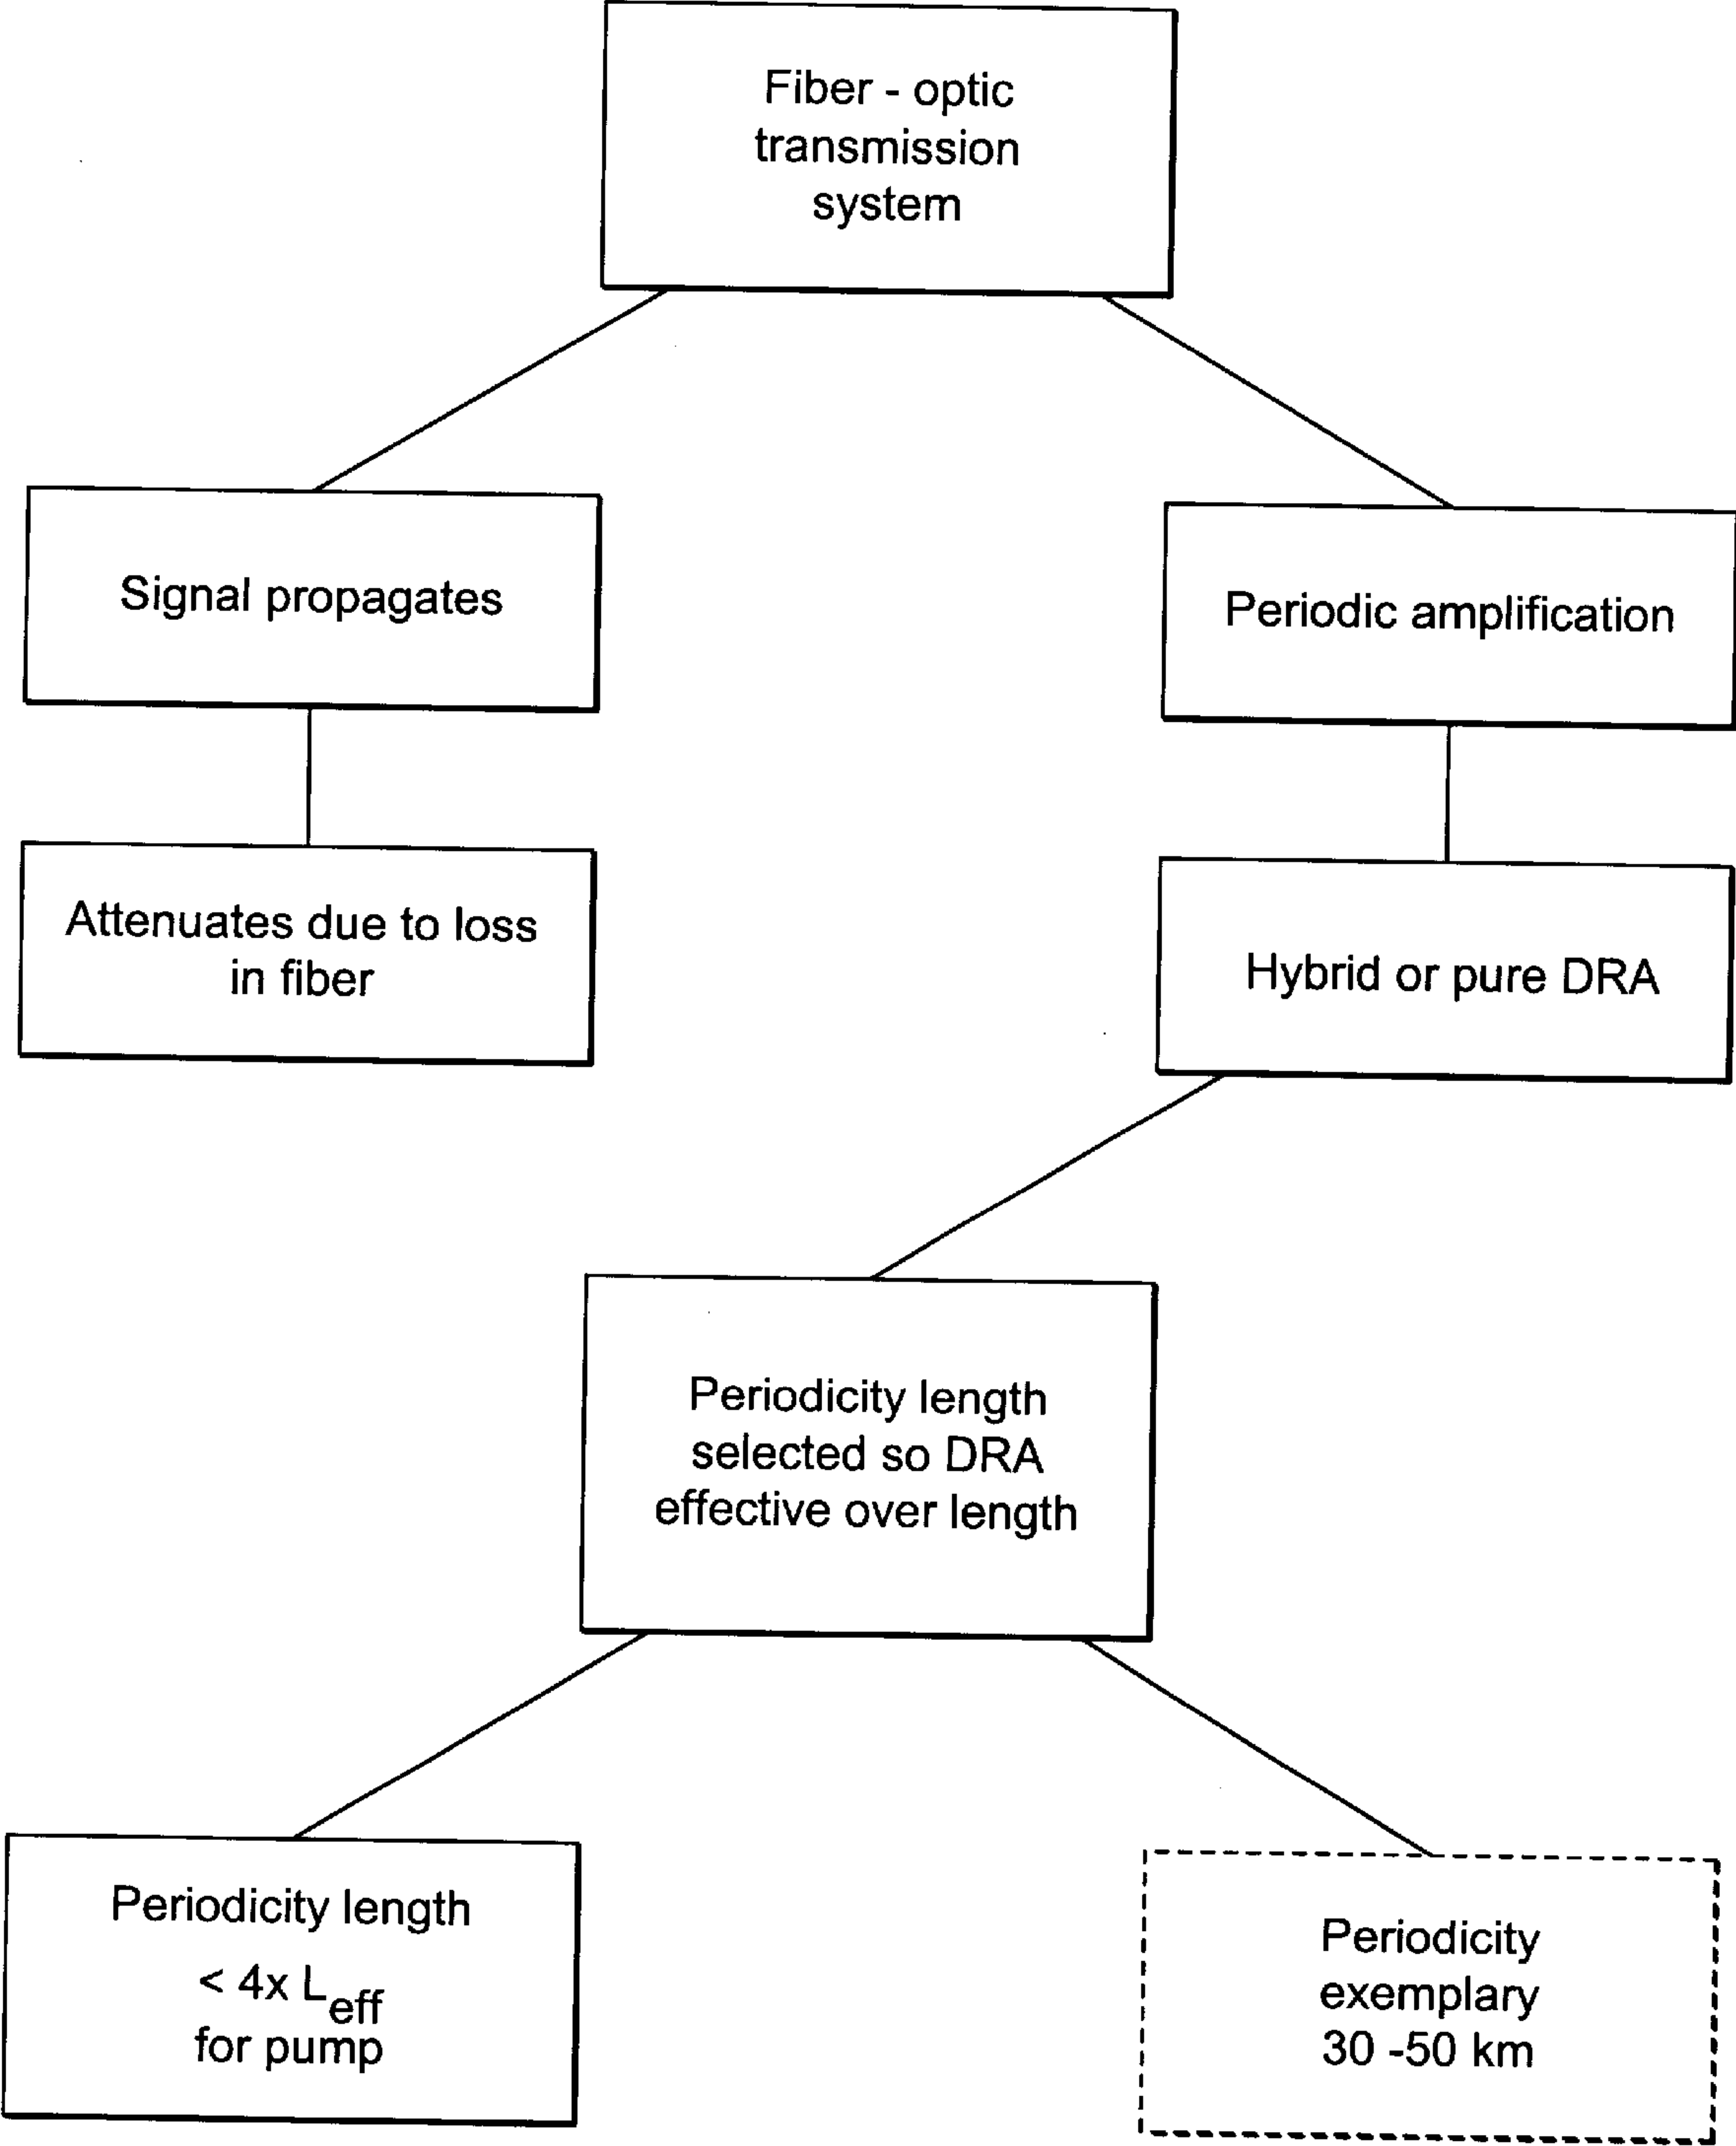 Fiber - optic
transmission
system
Signal propagates
Periodic amplification
Attenuates due to loss
in fiber
Hybrid or pure DRA
Periodicity length
selected so DRA
effective over length
Periodicity length
< 4x Leff
for pump
Periodicity
exemplary
30 -50 km